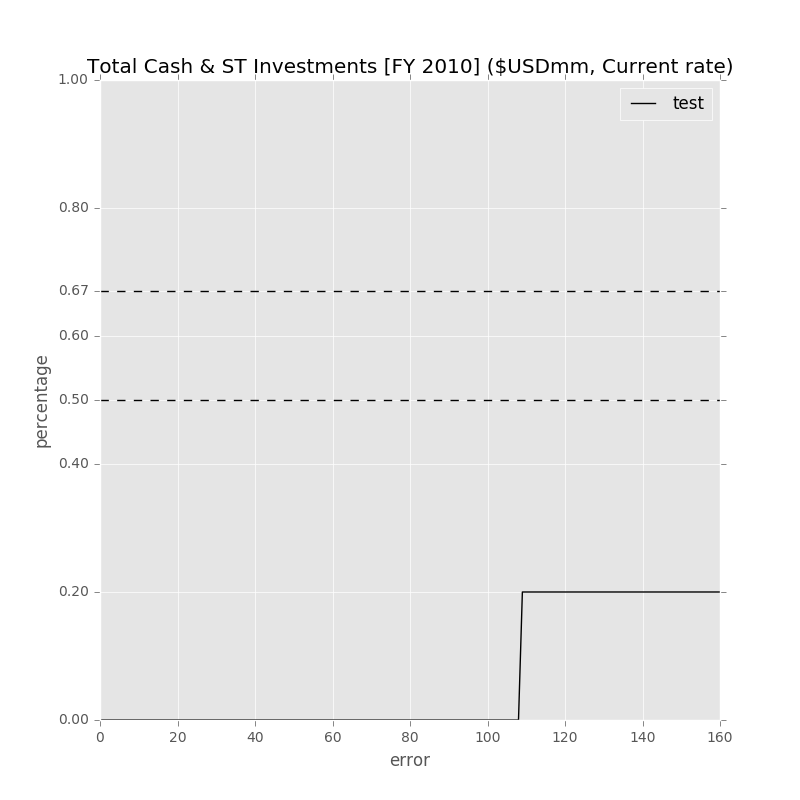 Total Cash & ST Investments [FY 2010] ($USDmm, Current rate)
1.00
test
0.80
0.67
0.60
percentage
0.50
0.40
0.20
0.00
0 20 40 60 80 100 120 140 160
error